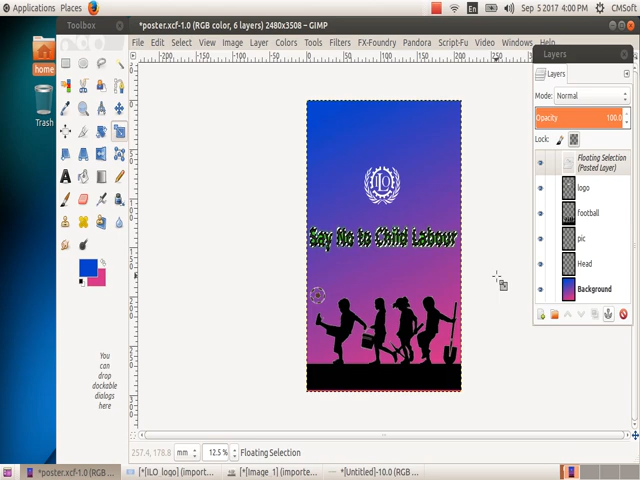 Applications Places En Sep 5 2017 4:00 PM CMSoft
*poster.xcf-1.0 (RGB color, 6 layers) 2480x3508 – GIMP
Toolbox
File Edit Select View Image Layer Colors Tools Filters FX-Foundry Pandora Script-Fu Video Windows Help
Layers
Layers
Mode: Normal
Opacity 100.0
Lock:
Floating Selection
(Pasted Layer)
logo
football
pic
Head
Background
home
Trash
ILO
Say No to Child Labour
You
can
drop
dockable
dialogs
here
257.4, 178.8 mm 12.5 % Floating Selection
*poster.xcf-1.0 (RGB ... [*[ILO_logo] (import... [*[Image_1] (importe... *[Untitled]-10.0 (RGB ...